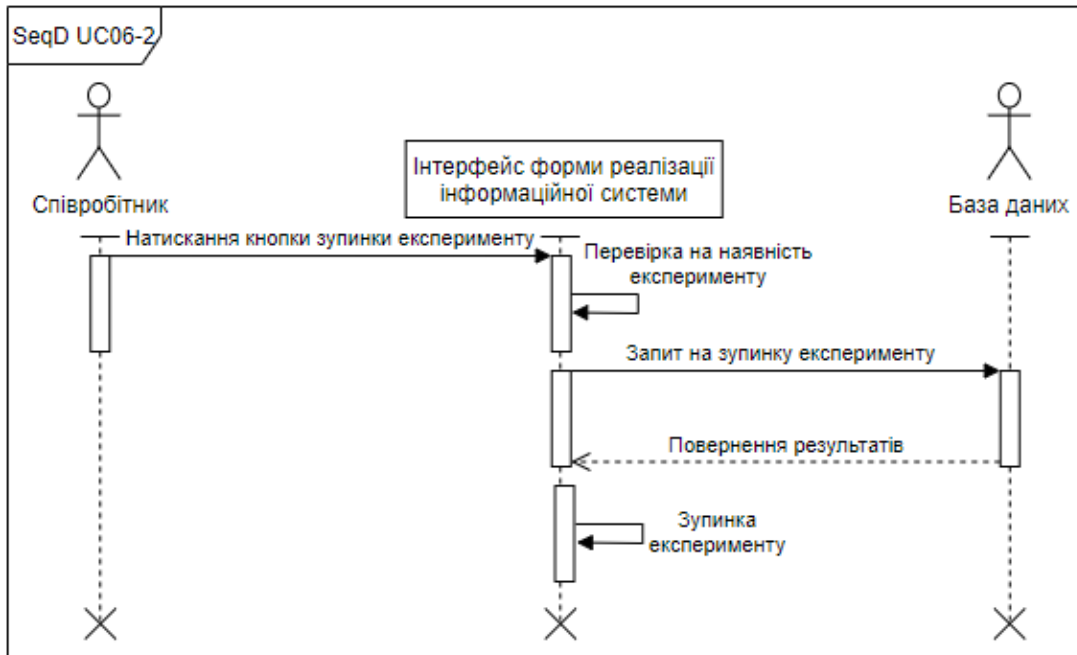 SeqD UC06-2
Інтерфейс форми реалізації
інформаційної системи
Співробітник
База даних
Натискання кнопки зупинки експерименту
Перевірка на наявність
експерименту
Запит на зупинку експерименту
Повернення результатів
Зупинка
експерименту